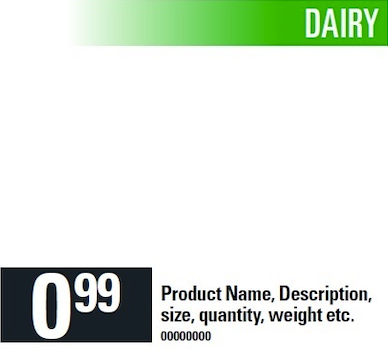 DAIRY
0.99
Product Name, Description,
size, quantity, weight etc.
00000000